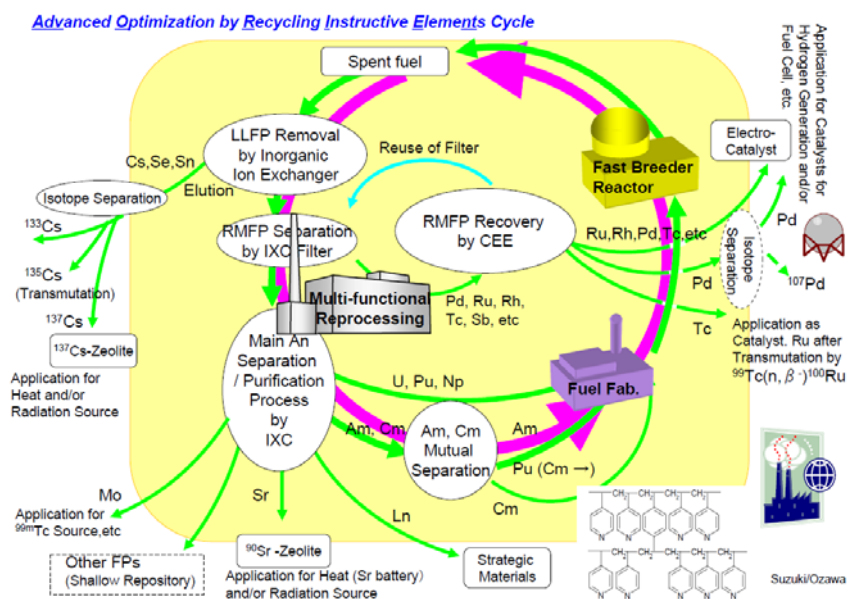 Advanced Optimization by Recycling Instructive Elements Cycle
Spent fuel
LLFP Removal
by Inorganic
Ion Exchanger
Cs,Se,Sn
Elution
Isotope Separation
¹³³Cs
¹³⁵Cs
(Transmutation)
¹³⁷Cs
¹³⁷Cs-Zeolite
Application for
Heat and/or
Radiation Source
RMFP Separation
by IXC Filter
Reuse of Filter
RMFP Recovery
by CEE
Multi-functional
Reprocessing
Pd, Ru, Rh,
Tc, Sb, etc
Fast Breeder
Reactor
Electro-
Catalyst
Application for Catalysts for
Hydrogen Generation and/or
Fuel Cell, etc.
Ru,Rh,Pd,Tc,etc
Isotope
Separation
Pd
Pd
¹⁰⁷Pd
Tc
Application as
Catalyst. Ru after
Transmutation by
⁹⁹Tc(n, β⁻)¹⁰⁰Ru
Main An
Separation
/ Purification
Process
by
IXC
U, Pu, Np
Fuel Fab.
Am, Cm
Am, Cm
Mutual
Separation
Am
Pu (Cm →)
Cm
Mo
Application for
⁹⁹ᵐTc Source,etc
Sr
Ln
Other FPs
(Shallow Repository)
⁹⁰Sr -Zeolite
Application for Heat (Sr battery)
and/or Radiation Source
Strategic
Materials
CH CH CH CH
N N N N N
CH CH CH
N N N N N
Suzuki/Ozawa